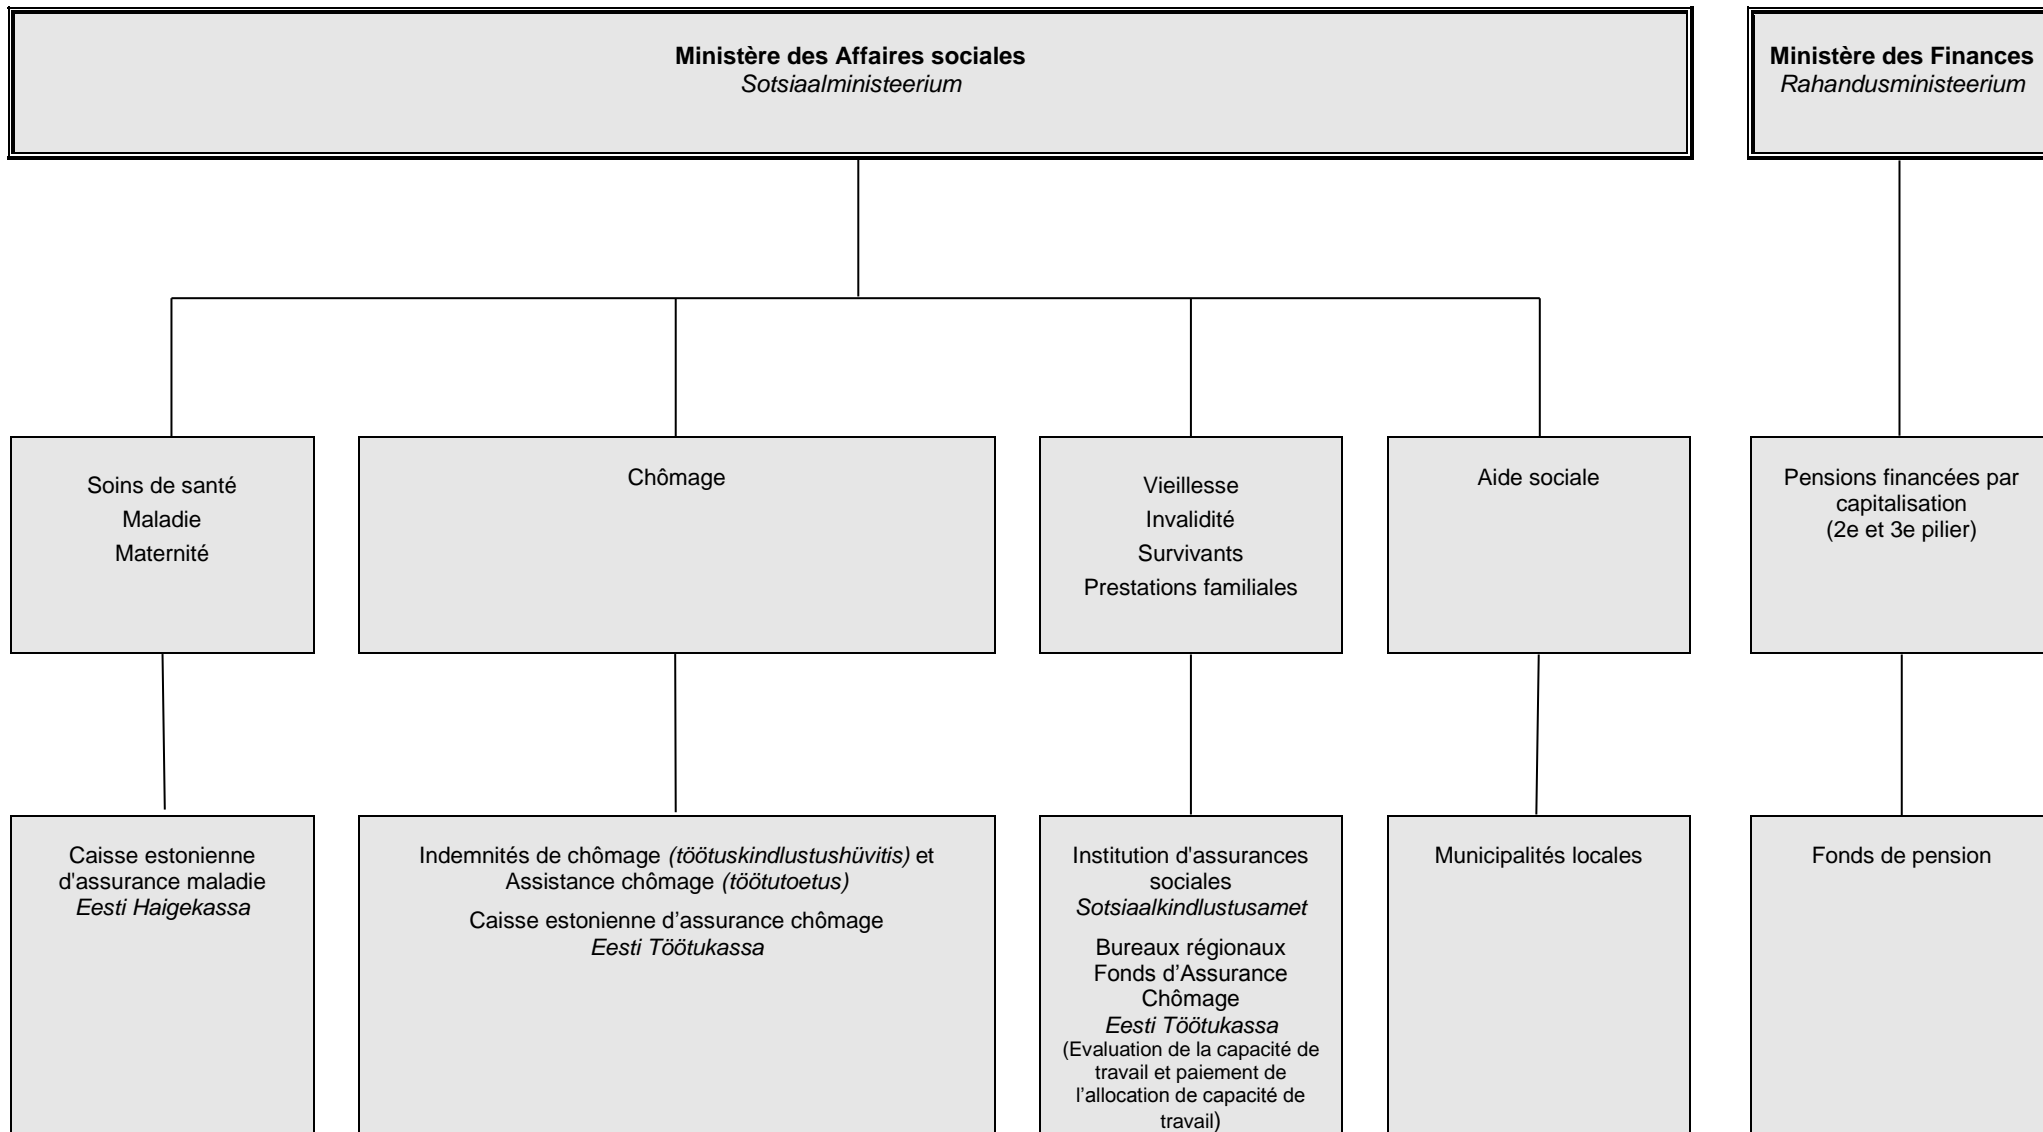 Ministère des Affaires sociales
Sotsiaalministeerium
Ministère des Finances
Rahandusministeerium
Soins de santé
Maladie
Maternité
Chômage
Vieillesse
Invalidité
Survivants
Prestations familiales
Aide sociale
Pensions financées par
capitalisation
(2e et 3e pilier)
Caisse estonienne
d'assurance maladie
Eesti Haigekassa
Indemnités de chômage (töötuskindlustushüvitis) et
Assistance chômage (töötutoetus)
Caisse estonienne d’assurance chômage
Eesti Töötukassa
Institution d'assurances
sociales
Sotsiaalkindlustusamet
Bureaux régionaux
Fonds d’Assurance
Chômage
Eesti Töötukassa
(Evaluation de la capacité de
travail et paiement de
l’allocation de capacité de
travail)
Municipalités locales
Fonds de pension